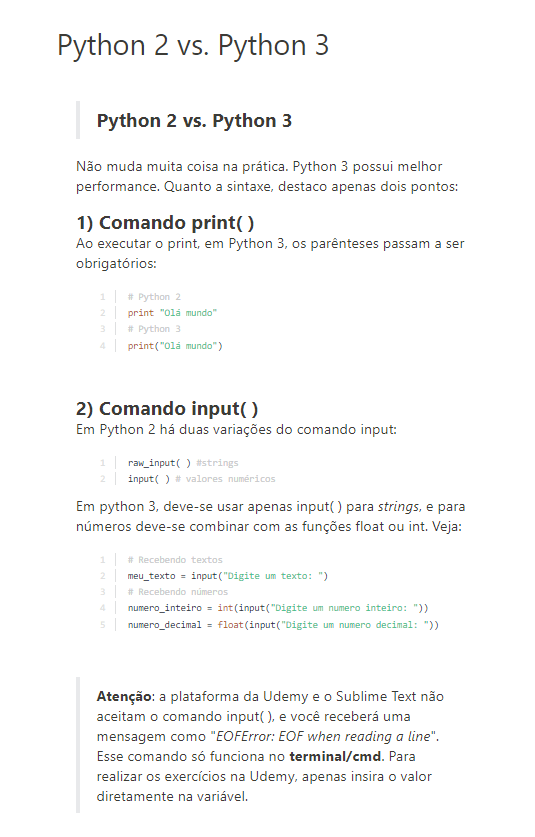 Python 2 vs. Python 3
Python 2 vs. Python 3
Não muda muita coisa na prática. Python 3 possui melhor
performance. Quanto a sintaxe, destaco apenas dois pontos:
1) Comando print( )
Ao executar o print, em Python 3, os parênteses passam a ser
obrigatórios:
1 # Python 2
2 print "Olá mundo"
3 # Python 3
4 print("Olá mundo")
2) Comando input( )
Em Python 2 há duas variações do comando input:
1 raw_input( ) #strings
2 input( ) # valores numéricos
Em python 3, deve-se usar apenas input( ) para strings, e para
números deve-se combinar com as funções float ou int. Veja:
1 # Recebendo textos
2 meu_texto = input("Digite um texto: ")
3 # Recebendo números
4 numero_inteiro = int(input("Digite um numero inteiro: "))
5 numero_decimal = float(input("Digite um numero decimal: "))
Atenção: a plataforma da Udemy e o Sublime Text não
aceitam o comando input( ), e você receberá uma
mensagem como "EOFError: EOF when reading a line".
Esse comando só funciona no terminal/cmd. Para
realizar os exercícios na Udemy, apenas insira o valor
diretamente na variável.